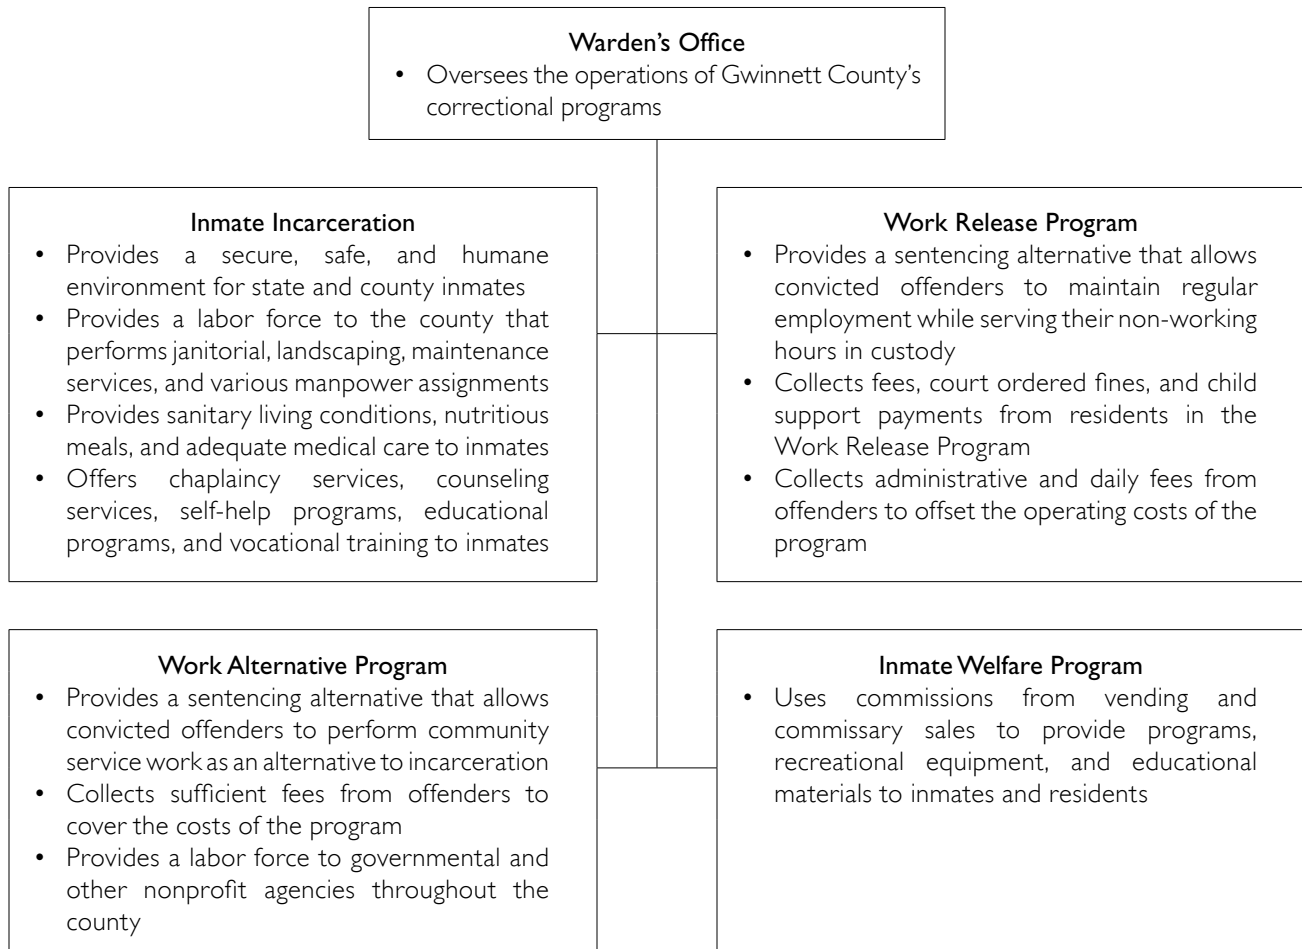 Warden’s Office
• Oversees the operations of Gwinnett County’s
correctional programs
Inmate Incarceration
• Provides a secure, safe, and humane
environment for state and county inmates
• Provides a labor force to the county that
performs janitorial, landscaping, maintenance
services, and various manpower assignments
• Provides sanitary living conditions, nutritious
meals, and adequate medical care to inmates
• Offers chaplaincy services, counseling
services, self-help programs, educational
programs, and vocational training to inmates
Work Release Program
• Provides a sentencing alternative that allows
convicted offenders to maintain regular
employment while serving their non-working
hours in custody
• Collects fees, court ordered fines, and child
support payments from residents in the
Work Release Program
• Collects administrative and daily fees from
offenders to offset the operating costs of the
program
Work Alternative Program
• Provides a sentencing alternative that allows
convicted offenders to perform community
service work as an alternative to incarceration
• Collects sufficient fees from offenders to
cover the costs of the program
• Provides a labor force to governmental and
other nonprofit agencies throughout the
county
Inmate Welfare Program
• Uses commissions from vending and
commissary sales to provide programs,
recreational equipment, and educational
materials to inmates and residents